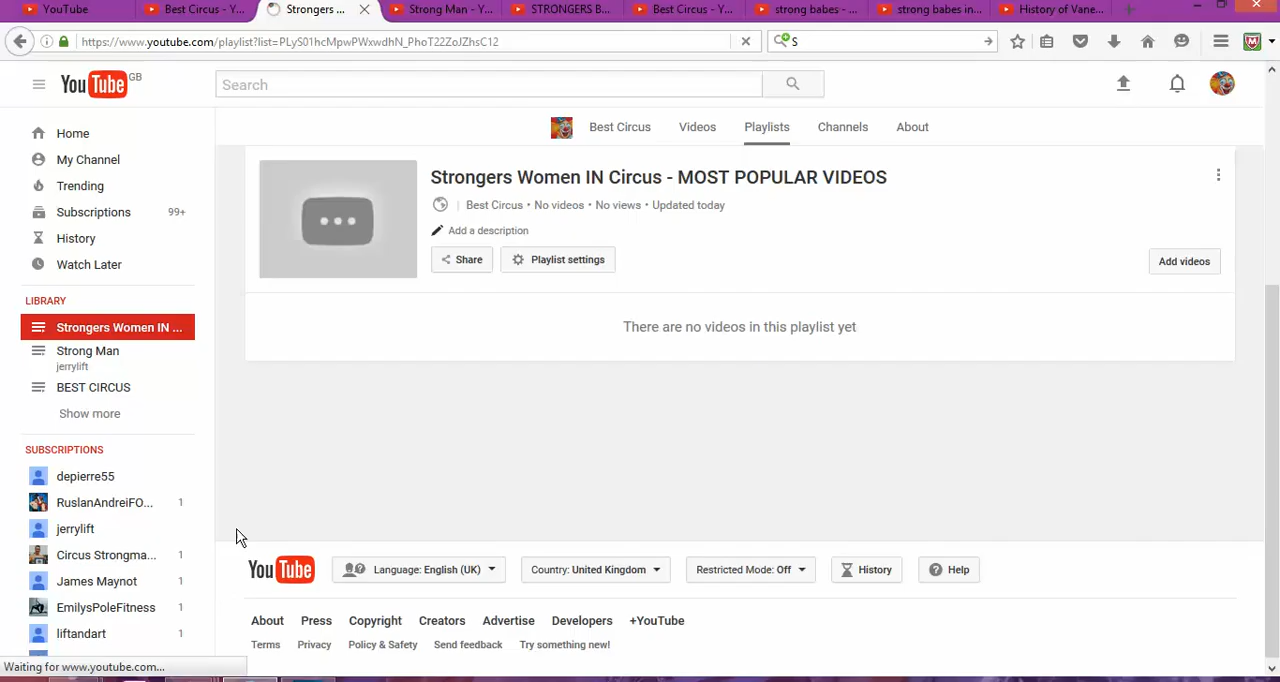 YouTube
Best Circus - Y...
Strongers ...
Strong Man - Y...
STRONGERS B...
Best Circus - Y...
strong babes - ...
strong babes in...
History of Vane...
https://www.youtube.com/playlist?list=PLyS01hcMpwPWxwdhN_PhoT22ZoJZhsC12
S
YouTube GB
Search
Home
My Channel
Trending
Subscriptions 99+
History
Watch Later
LIBRARY
Strongers Women IN ...
Strong Man
jerrylift
BEST CIRCUS
Show more
SUBSCRIPTIONS
depierre55
RuslanAndreiFO... 1
jerrylift
Circus Strongma... 1
James Maynot 1
EmilysPoleFitness 1
liftandart 1
Best Circus Videos Playlists Channels About
Strongers Women IN Circus - MOST POPULAR VIDEOS
Best Circus • No videos • No views • Updated today
Add a description
Share
Playlist settings
Add videos
There are no videos in this playlist yet
YouTube
Language: English (UK)
Country: United Kingdom
Restricted Mode: Off
History
Help
About Press Copyright Creators Advertise Developers +YouTube
Terms Privacy Policy & Safety Send feedback Try something new!
Waiting for www.youtube.com...